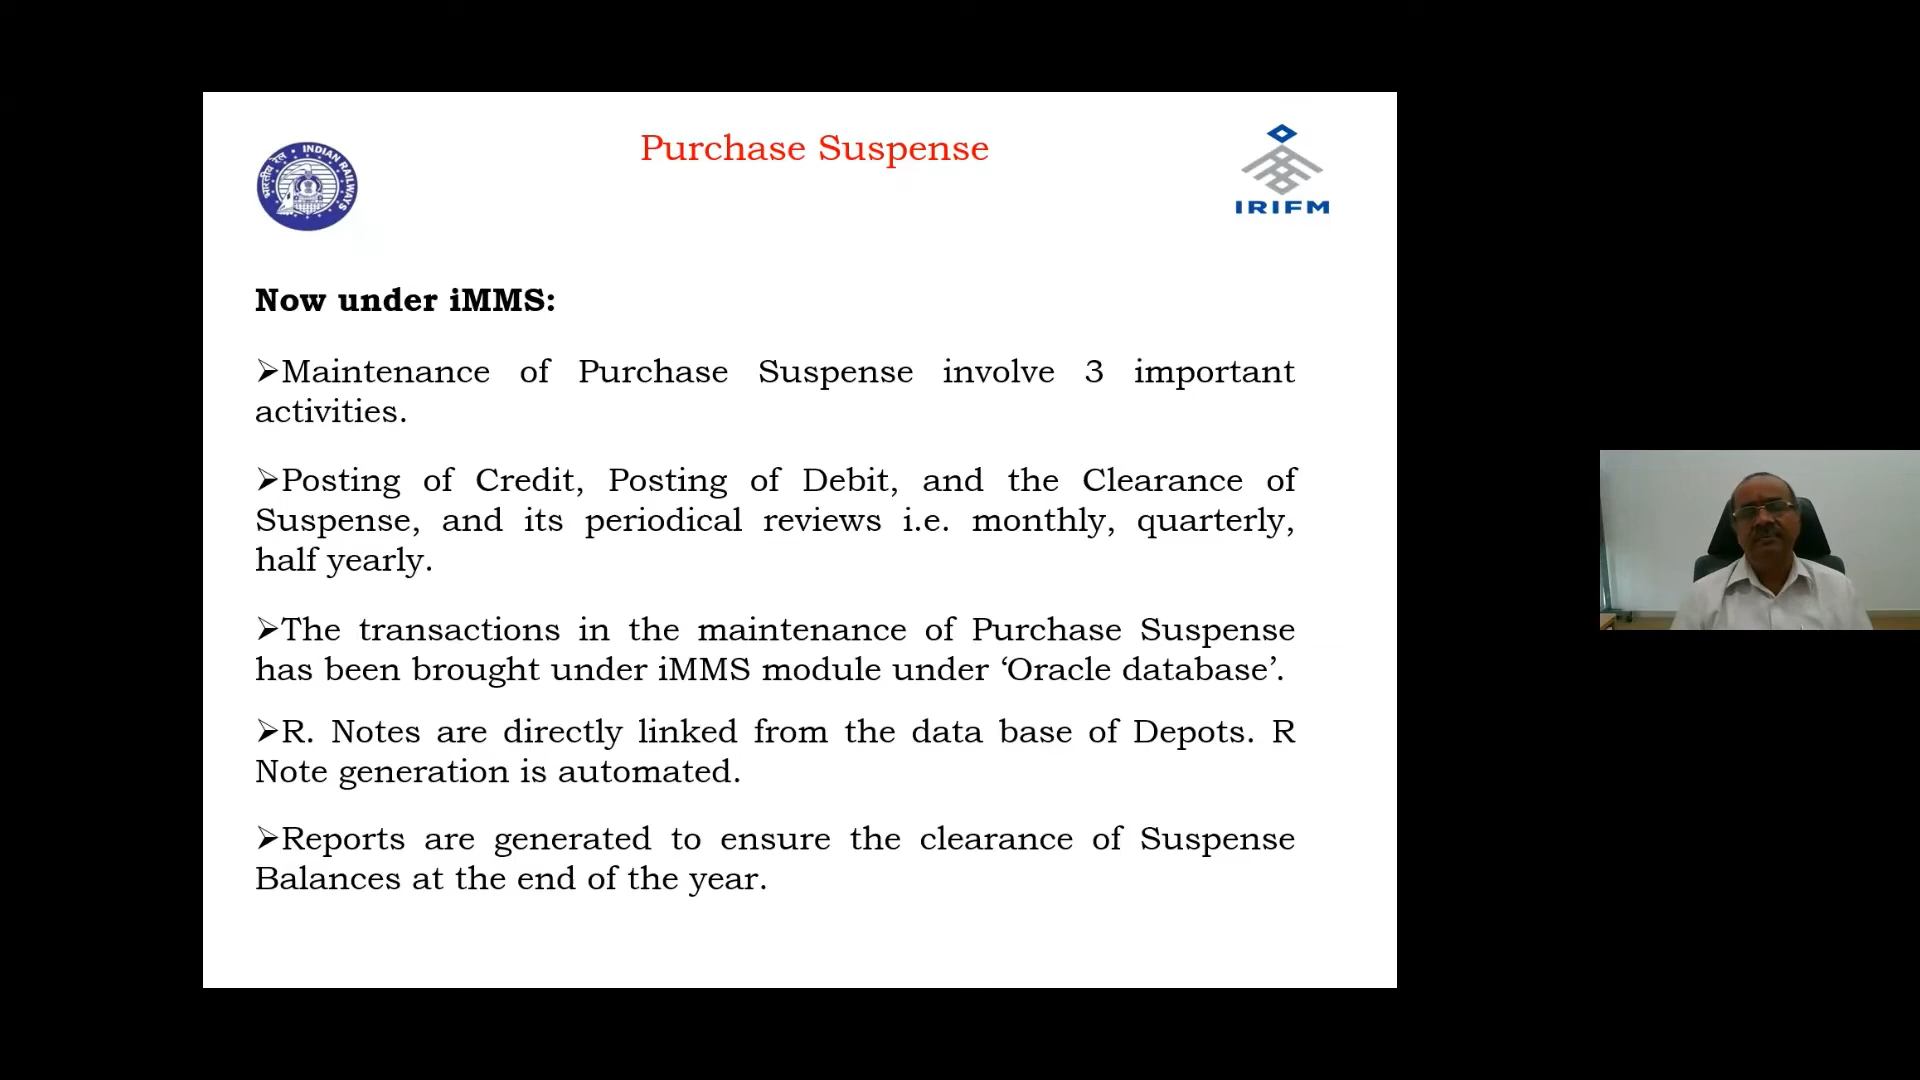 Purchase Suspense
भारतीय रेल • INDIAN RAILWAYS
IRIFM
Now under iMMS:
➢Maintenance of Purchase Suspense involve 3 important
activities.
➢Posting of Credit, Posting of Debit, and the Clearance of
Suspense, and its periodical reviews i.e. monthly, quarterly,
half yearly.
➢The transactions in the maintenance of Purchase Suspense
has been brought under iMMS module under ‘Oracle database’.
➢R. Notes are directly linked from the data base of Depots. R
Note generation is automated.
➢Reports are generated to ensure the clearance of Suspense
Balances at the end of the year.